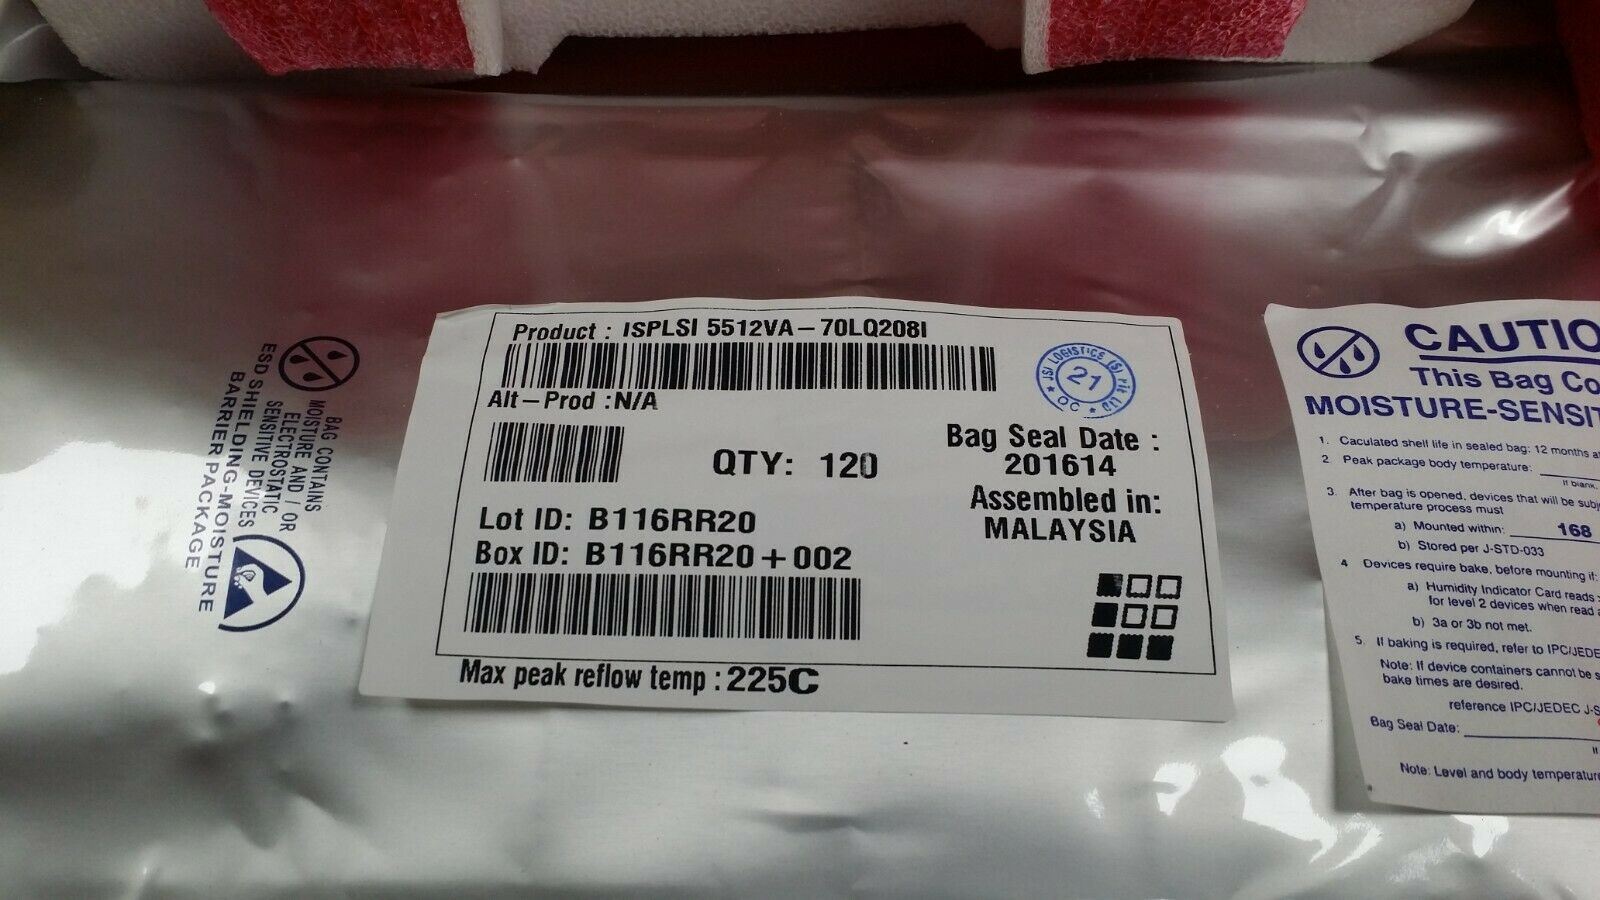 BAG CONTAINS
MOISTURE AND / OR
ELECTROSTATIC
SENSITIVE DEVICES
ESD SHIELDING-MOISTURE
BARRIER PACKAGE
Product : ISPLSI 5512VA-70LQ208I
Alt-Prod :N/A
QTY: 120
Lot ID: B116RR20
Box ID: B116RR20+002
Max peak reflow temp : 225C
JSI LOGISTICS (S) Pte Ltd
21
QC
Bag Seal Date :
201614
Assembled in:
MALAYSIA
CAUTIO
This Bag Co
MOISTURE-SENSIT
1. Caculated shelf life in sealed bag: 12 months a
2. Peak package body temperature:
If blank,
3. After bag is opened, devices that will be subj
temperature process must
a) Mounted within: 168
b) Stored per J-STD-033
4 Devices require bake, before mounting if:
a) Humidity Indicator Card reads
for level 2 devices when read
b) 3a or 3b not met.
5. If baking is required, refer to IPC/JEDE
Note: If device containers cannot be s
bake times are desired.
reference IPC/JEDEC J-S
Bag Seal Date:
Note: Level and body temperatur